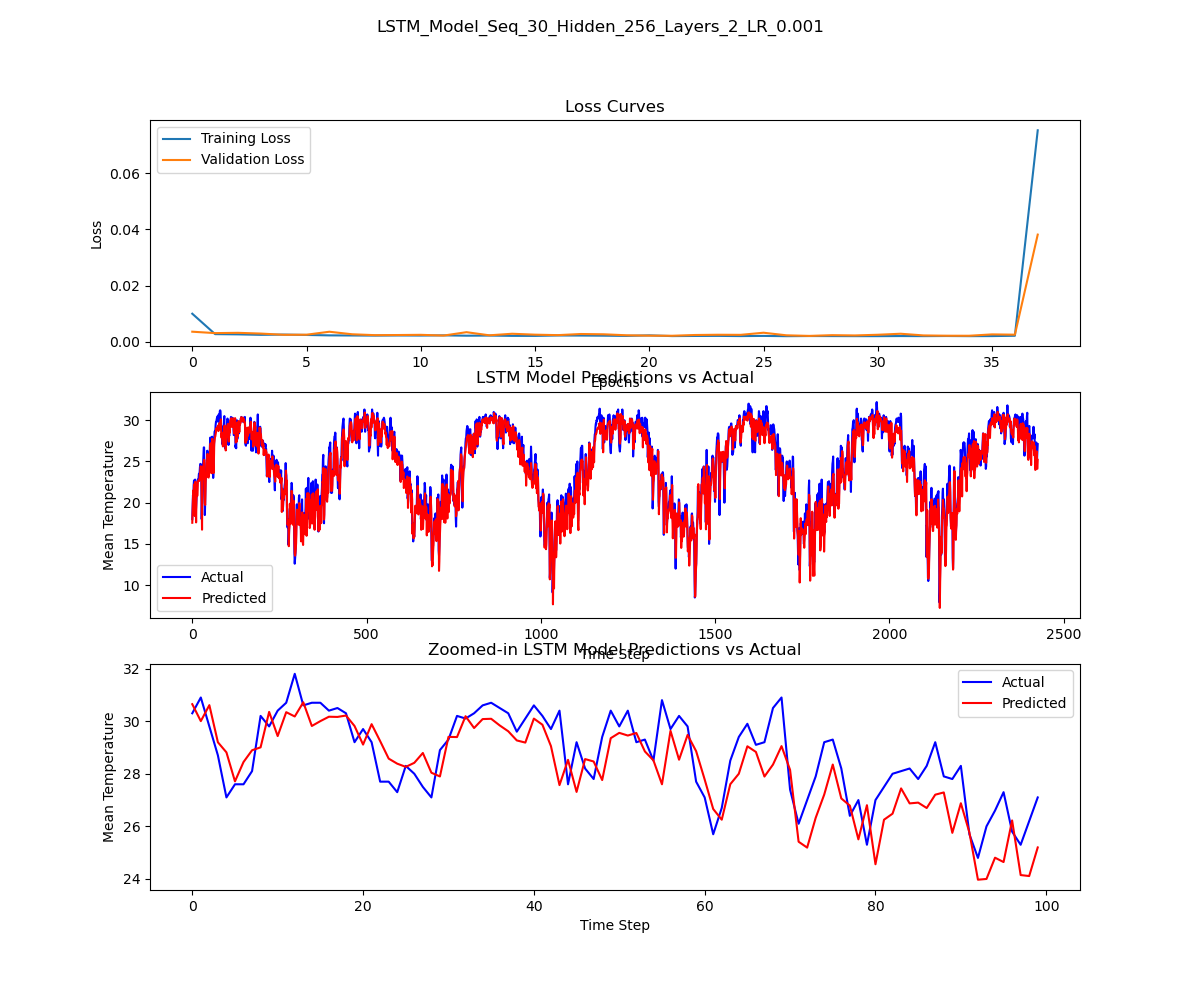 LSTM_Model_Seq_30_Hidden_256_Layers_2_LR_0.001
Loss Curves
Training Loss
Validation Loss
Loss
0.06
0.04
0.02
0.00
0 5 10 15 20 25 30 35
Epochs
LSTM Model Predictions vs Actual
Mean Temperature
30
25
20
15
10
Actual
Predicted
0 500 1000 1500 2000 2500
Time Step
Zoomed-in LSTM Model Predictions vs Actual
Mean Temperature
32
30
28
26
24
Actual
Predicted
0 20 40 60 80 100
Time Step